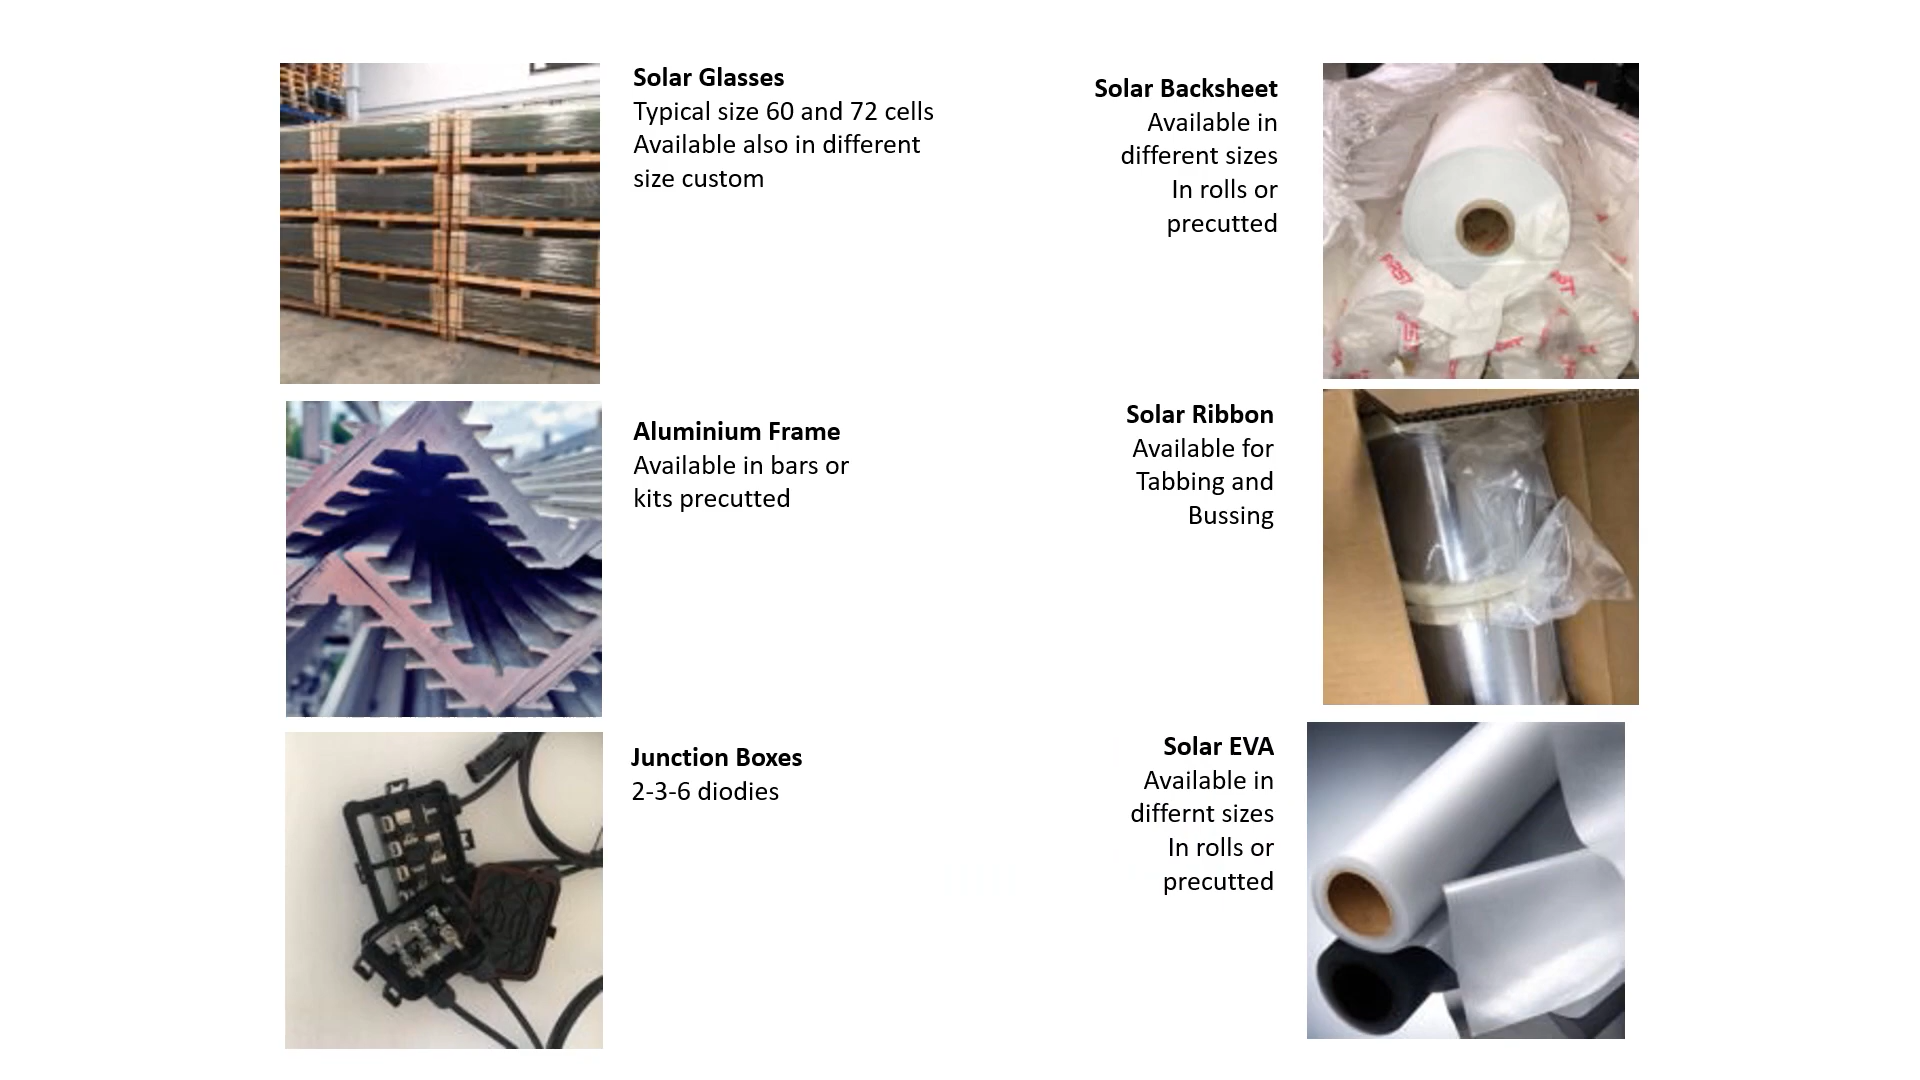 Solar Glasses
Typical size 60 and 72 cells
Available also in different
size custom
Solar Backsheet
Available in
different sizes
In rolls or
precutted
FIRST
Aluminium Frame
Available in bars or
kits precutted
Solar Ribbon
Available for
Tabbing and
Bussing
Junction Boxes
2-3-6 diodies
Solar EVA
Available in
differnt sizes
In rolls or
precutted